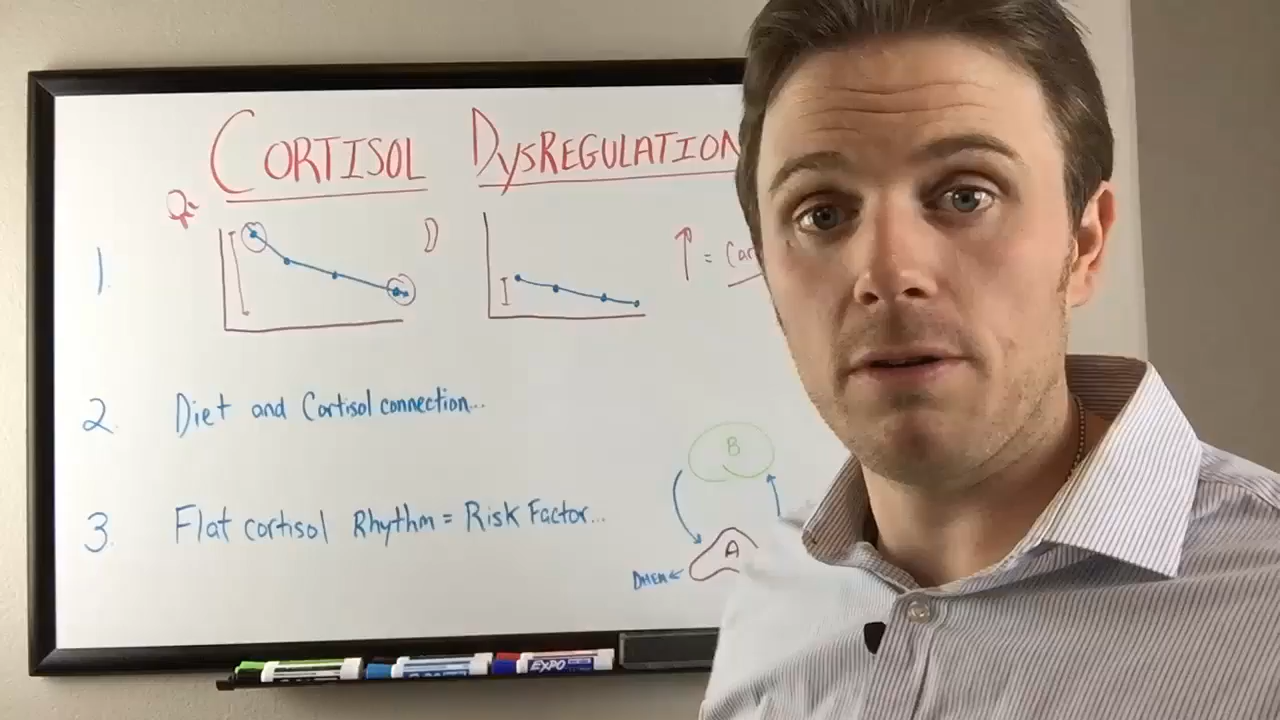 CORTISOL DYSREGULATION
1.
D
↑ =
2. Diet and Cortisol connection...
B
3. Flat cortisol Rhythm = Risk Factor...
A
DHEA ←
EXPO